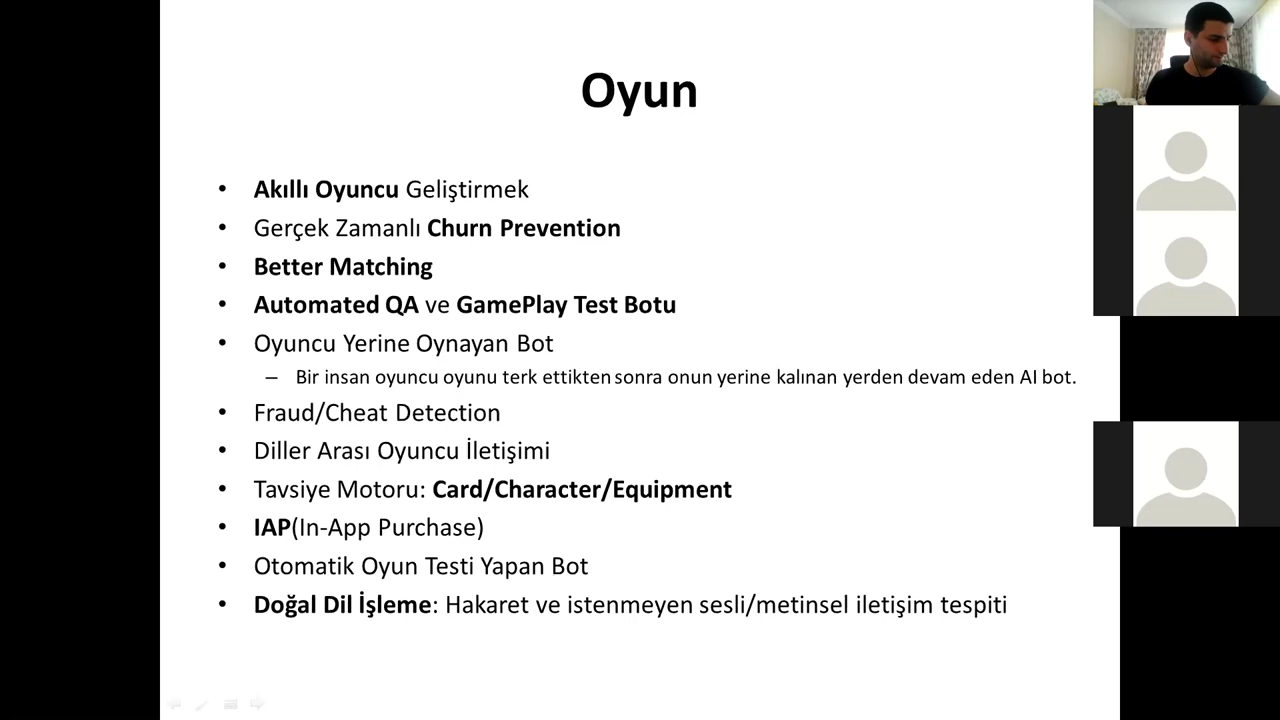 Oyun
• Akıllı Oyuncu Geliştirmek
• Gerçek Zamanlı Churn Prevention
• Better Matching
• Automated QA ve GamePlay Test Botu
• Oyuncu Yerine Oynayan Bot
– Bir insan oyuncu oyunu terk ettikten sonra onun yerine kalınan yerden devam eden AI bot.
• Fraud/Cheat Detection
• Diller Arası Oyuncu İletişimi
• Tavsiye Motoru: Card/Character/Equipment
• IAP(In-App Purchase)
• Otomatik Oyun Testi Yapan Bot
• Doğal Dil İşleme: Hakaret ve istenmeyen sesli/metinsel iletişim tespiti